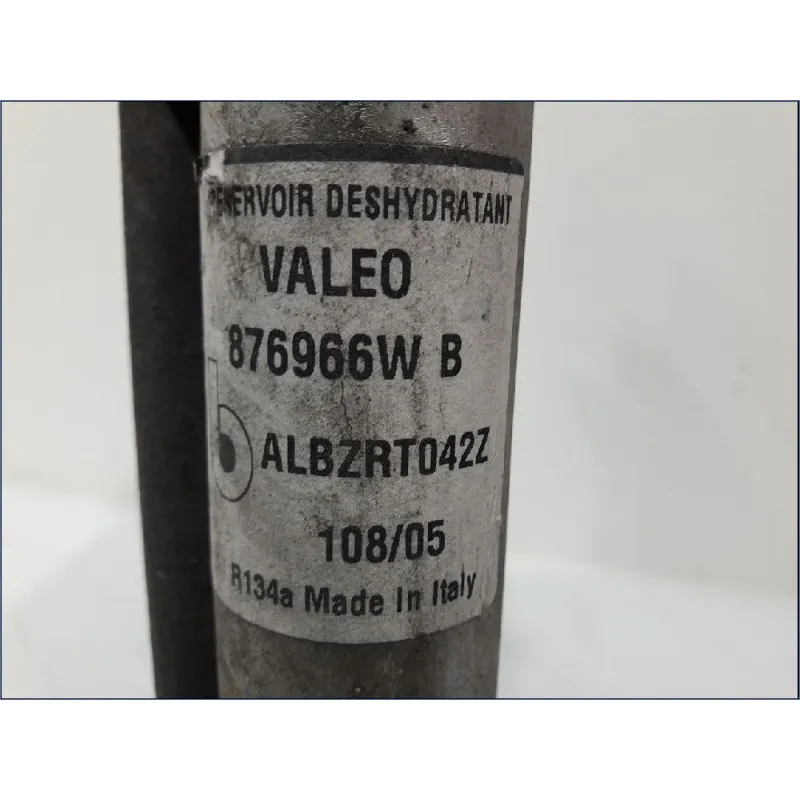 RESERVOIR DESHYDRATANT
VALEO
876966W B
b ALBZRT042Z
108/05
R134a Made In Italy